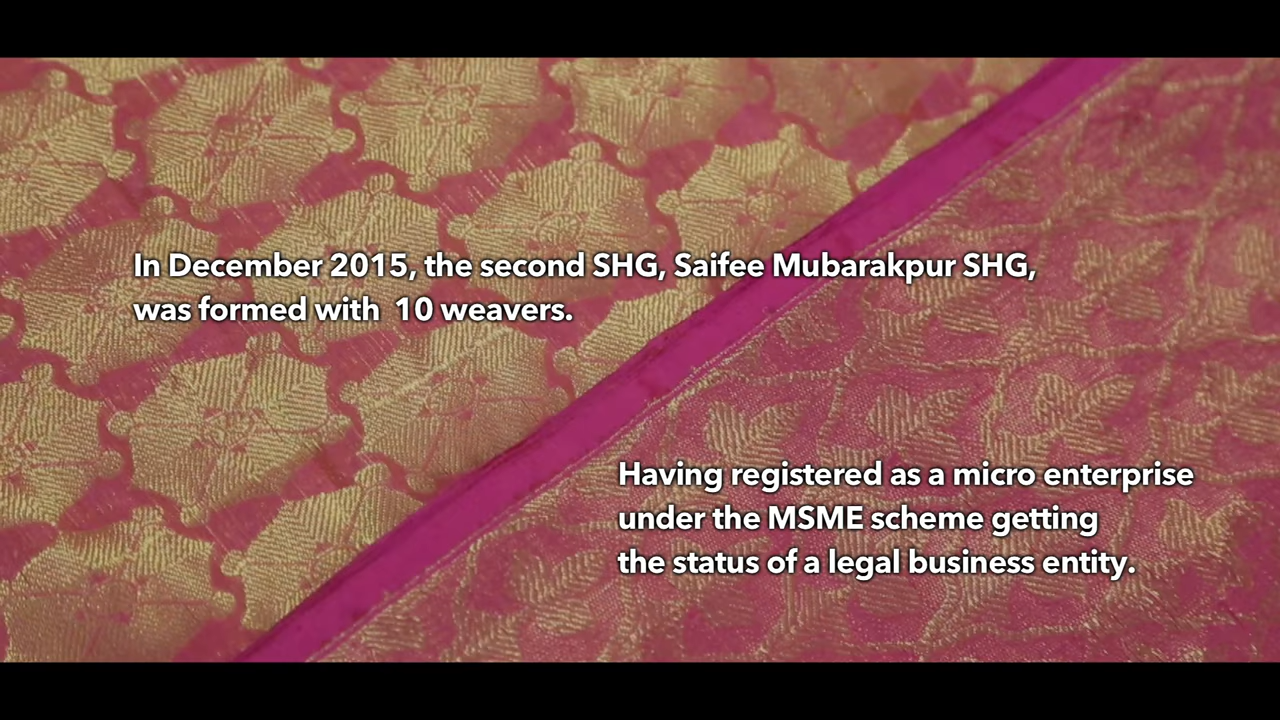 In December 2015, the second SHG, Saifee Mubarakpur SHG,
was formed with  10 weavers.
Having registered as a micro enterprise
under the MSME scheme getting
the status of a legal business entity.